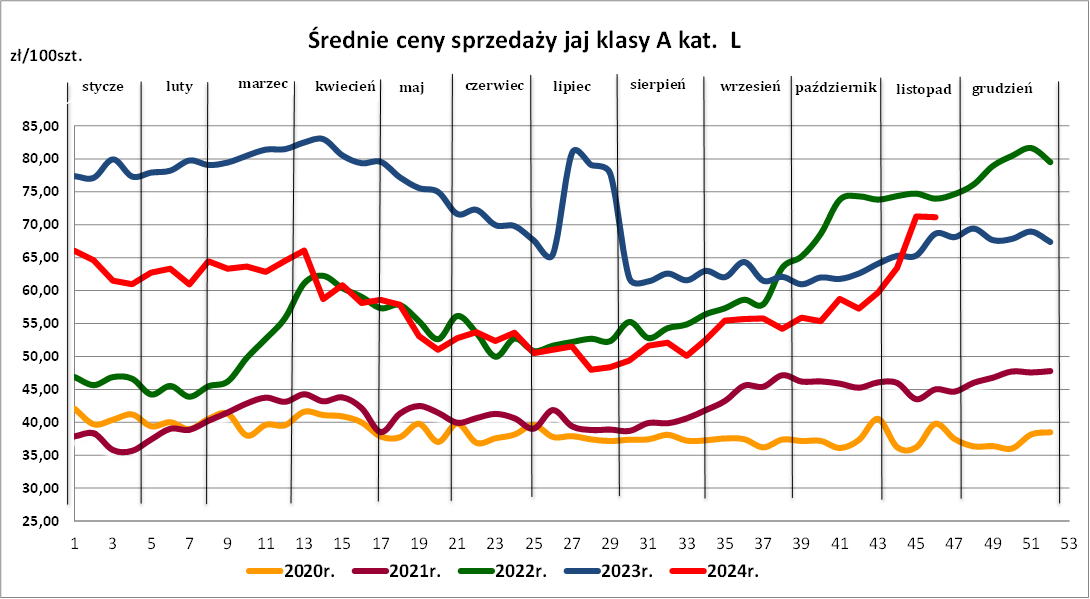 Średnie ceny sprzedaży jaj klasy A kat. L
zł/100szt.
stycze luty marzec kwiecień maj czerwiec lipiec sierpień wrzesień październik listopad grudzień
85,00
80,00
75,00
70,00
65,00
60,00
55,00
50,00
45,00
40,00
35,00
30,00
25,00
1 3 5 7 9 11 13 15 17 19 21 23 25 27 29 31 33 35 37 39 41 43 45 47 49 51 53
2020r. 2021r. 2022r. 2023r. 2024r.